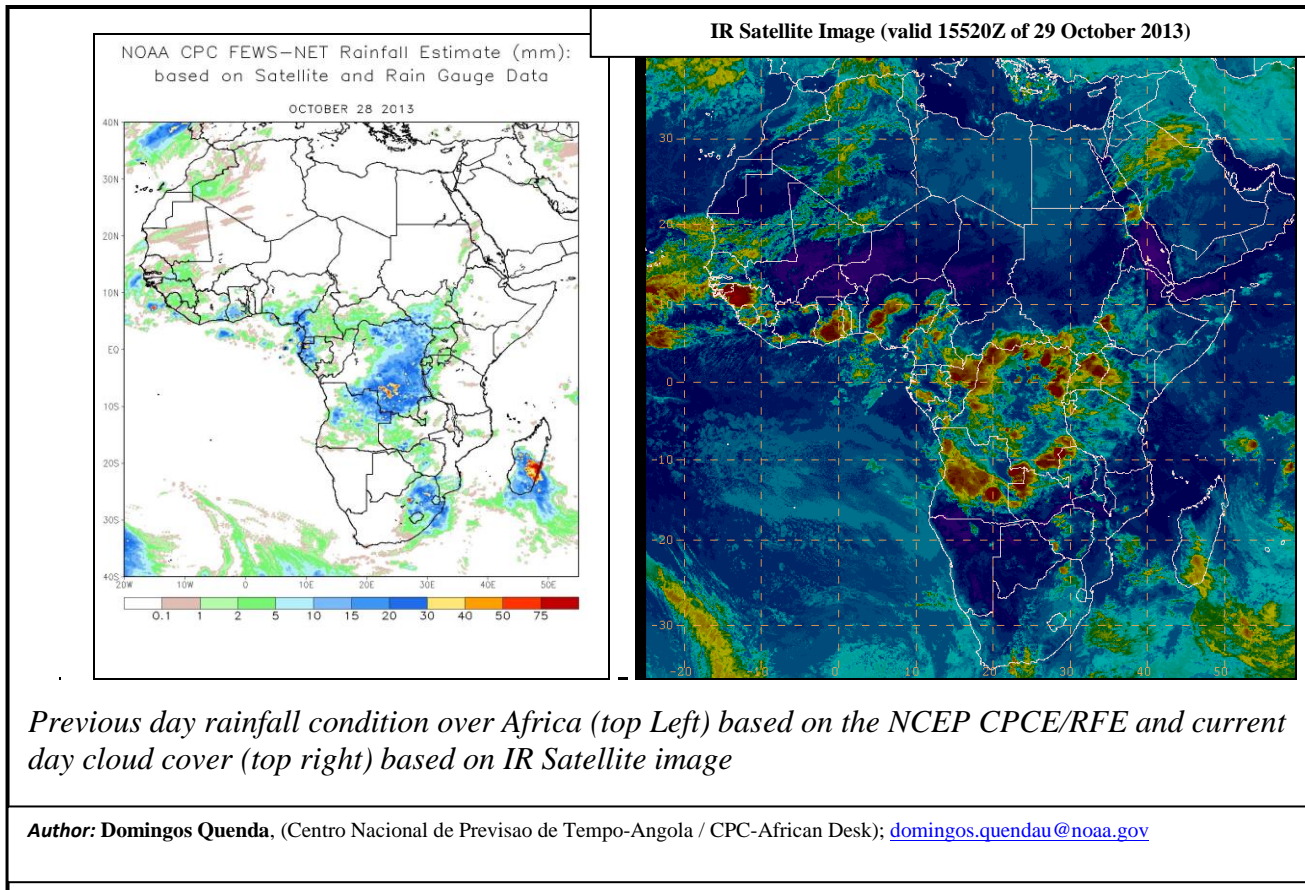 IR Satellite Image (valid 15520Z of 29 October 2013)
NOAA CPC FEWS-NET Rainfall Estimate (mm):
based on Satellite and Rain Gauge Data
OCTOBER 28 2013
40N
30N
20N
10N
EQ
10S
20S
30S
40S
20W 10W 0 10E 20E 30E 40E 50E
0.1 1 2 5 10 15 20 30 40 50 75
30
20
10
0
-10
-20
-30
-20 10 20 30 40 50
Previous day rainfall condition over Africa (top Left) based on the NCEP CPCE/RFE and current
day cloud cover (top right) based on IR Satellite image
Author: Domingos Quenda, (Centro Nacional de Previsao de Tempo-Angola / CPC-African Desk); domingos.quendau@noaa.gov